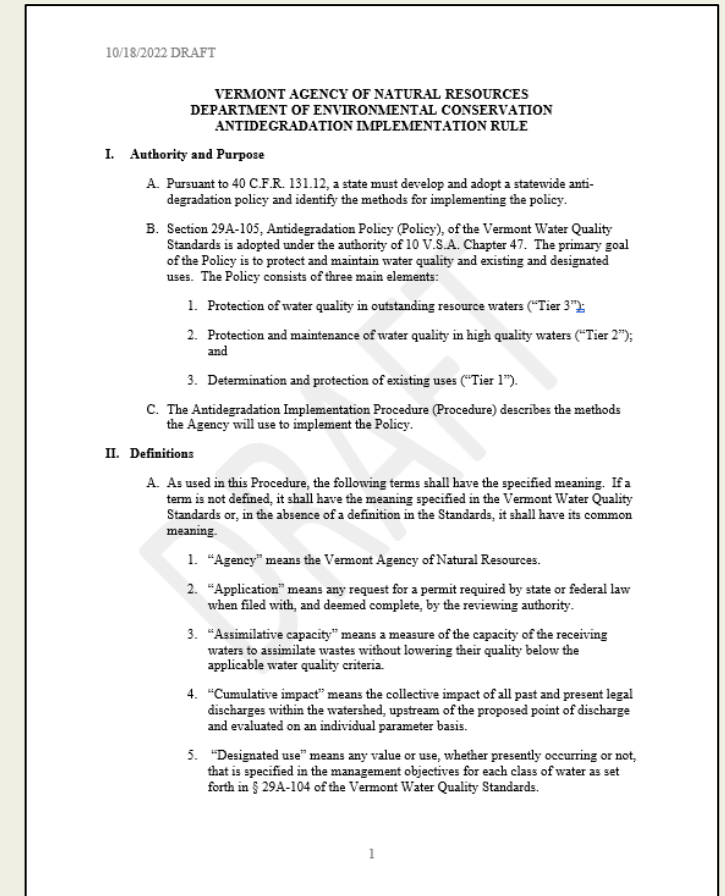 10/18/2022 DRAFT
VERMONT AGENCY OF NATURAL RESOURCES
DEPARTMENT OF ENVIRONMENTAL CONSERVATION
ANTIDEGRADATION IMPLEMENTATION RULE
I. Authority and Purpose
A. Pursuant to 40 C.F.R. 131.12, a state must develop and adopt a statewide anti-
degradation policy and identify the methods for implementing the policy.
B. Section 29A-105, Antidegradation Policy (Policy), of the Vermont Water Quality
Standards is adopted under the authority of 10 V.S.A. Chapter 47. The primary goal
of the Policy is to protect and maintain water quality and existing and designated
uses. The Policy consists of three main elements:
1. Protection of water quality in outstanding resource waters (“Tier 3”);
2. Protection and maintenance of water quality in high quality waters (“Tier 2”);
and
3. Determination and protection of existing uses (“Tier 1”).
C. The Antidegradation Implementation Procedure (Procedure) describes the methods
the Agency will use to implement the Policy.
II. Definitions
A. As used in this Procedure, the following terms shall have the specified meaning. If a
term is not defined, it shall have the meaning specified in the Vermont Water Quality
Standards or, in the absence of a definition in the Standards, it shall have its common
meaning.
1. “Agency” means the Vermont Agency of Natural Resources.
2. “Application” means any request for a permit required by state or federal law
when filed with, and deemed complete, by the reviewing authority.
3. “Assimilative capacity” means a measure of the capacity of the receiving
waters to assimilate wastes without lowering their quality below the
applicable water quality criteria.
4. “Cumulative impact” means the collective impact of all past and present legal
discharges within the watershed, upstream of the proposed point of discharge
and evaluated on an individual parameter basis.
5. “Designated use” means any value or use, whether presently occurring or not,
that is specified in the management objectives for each class of water as set
forth in § 29A-104 of the Vermont Water Quality Standards.
DRAFT
1